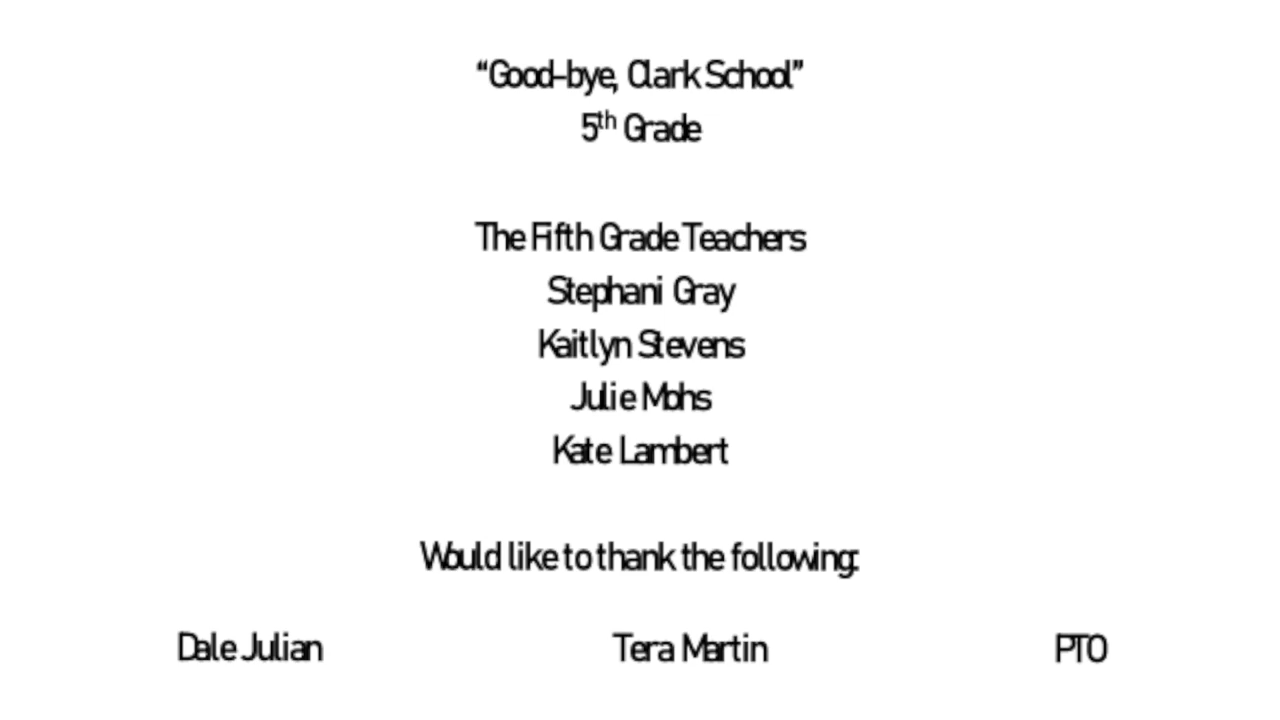 “Good-bye, Clark School”
5th Grade
The Fifth Grade Teachers
Stephani Gray
Kaitlyn Stevens
Julie Mohs
Kate Lambert
Would like to thank the following:
Dale Julian Tera Martin PTO